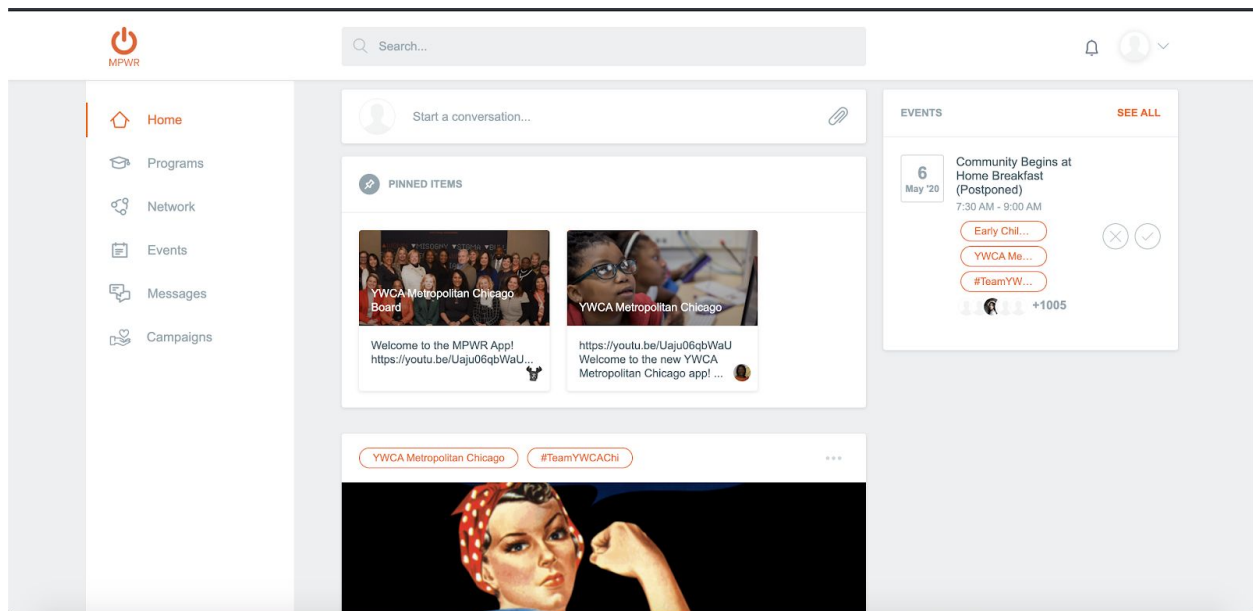 MPWR
Search...
Home
Programs
Network
Events
Messages
Campaigns
Start a conversation...
PINNED ITEMS
YWCA Metropolitan Chicago
Board
Welcome to the MPWR App!
https://youtu.be/Uaju06qbWaU...
YWCA Metropolitan Chicago
https://youtu.be/Uaju06qbWaU
Welcome to the new YWCA
Metropolitan Chicago app! ...
YWCA Metropolitan Chicago
#TeamYWCAChi
EVENTS
SEE ALL
6
May '20
Community Begins at
Home Breakfast
(Postponed)
7:30 AM - 9:00 AM
Early Chil...
YWCA Me...
#TeamYW...
+1005